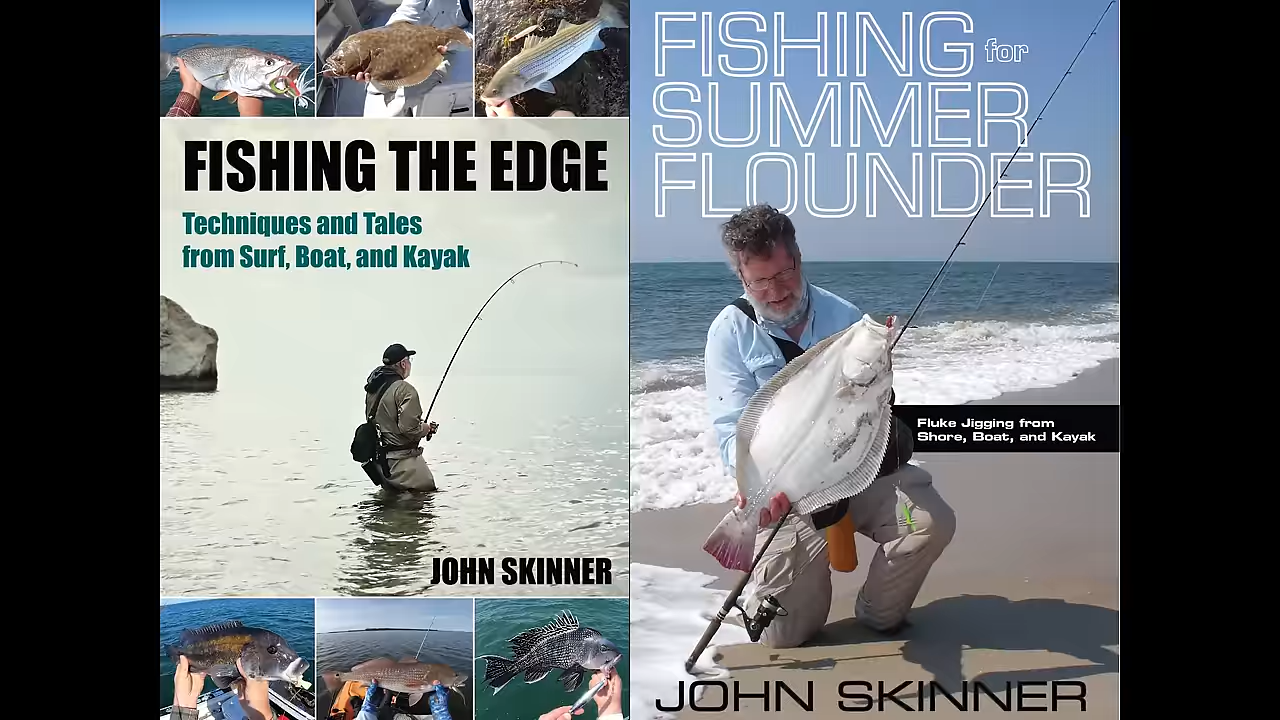 FISHING THE EDGE
Techniques and Tales
from Surf, Boat, and Kayak
JOHN SKINNER
FISHING for
SUMMER
FLOUNDER
Fluke Jigging from
Shore, Boat, and Kayak
JOHN SKINNER